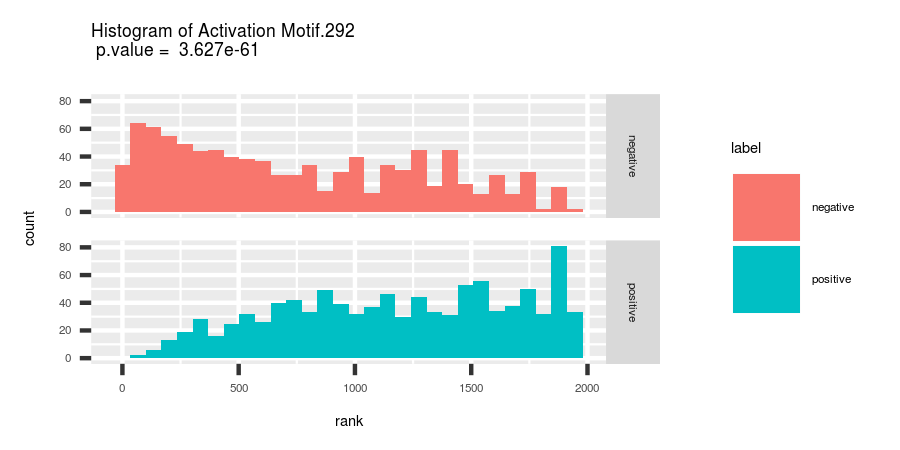 Histogram of Activation Motif.292
p.value = 3.627e-61
count
80
60
40
20
0
negative
80
60
40
20
0
positive
0 500 1000 1500 2000
rank
label
negative
positive